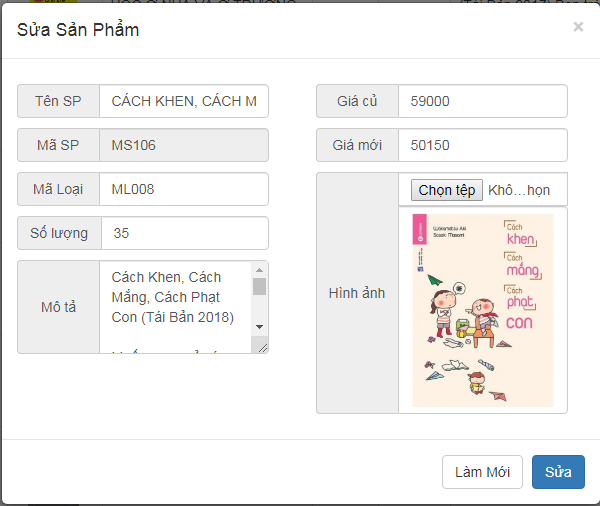 Sửa Sản Phẩm
×
Tên SP
CÁCH KHEN, CÁCH M
Mã SP
MS106
Mã Loại
ML008
Số lượng
35
Mô tả
Cách Khen, Cách
Mắng, Cách Phạt
Con (Tái Bản 2018)
Giá củ
59000
Giá mới
50150
Hình ảnh
Chọn tệp Khô...họn
Cách
khen,
Cách
mắng,
Cách
phạt
con
Làm Mới
Sửa